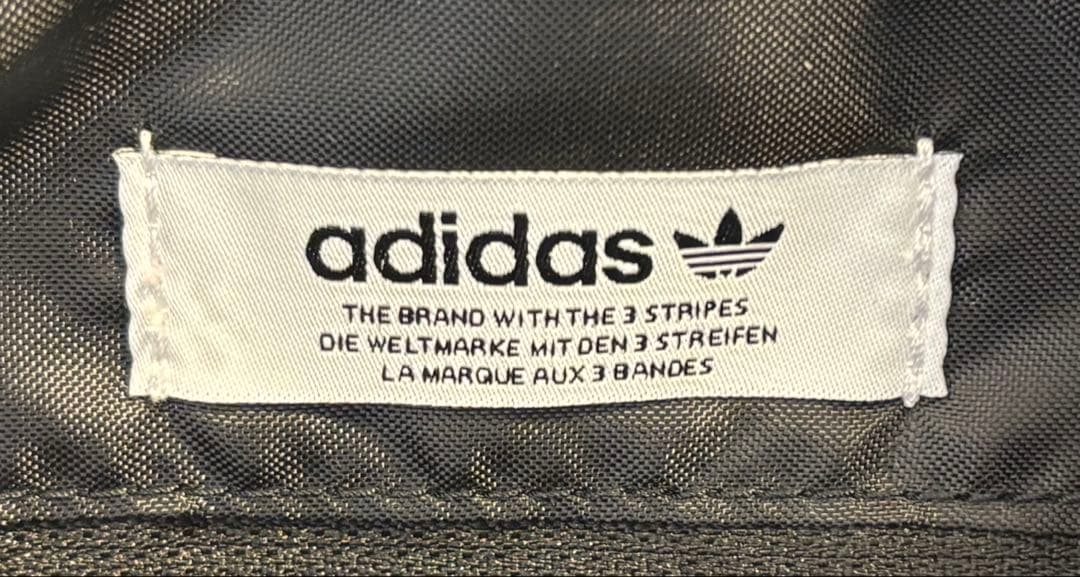 adidas
THE BRAND WITH THE 3 STRIPES
DIE WELTMARKE MIT DEN 3 STREIFEN
LA MARQUE AUX 3 BANDES